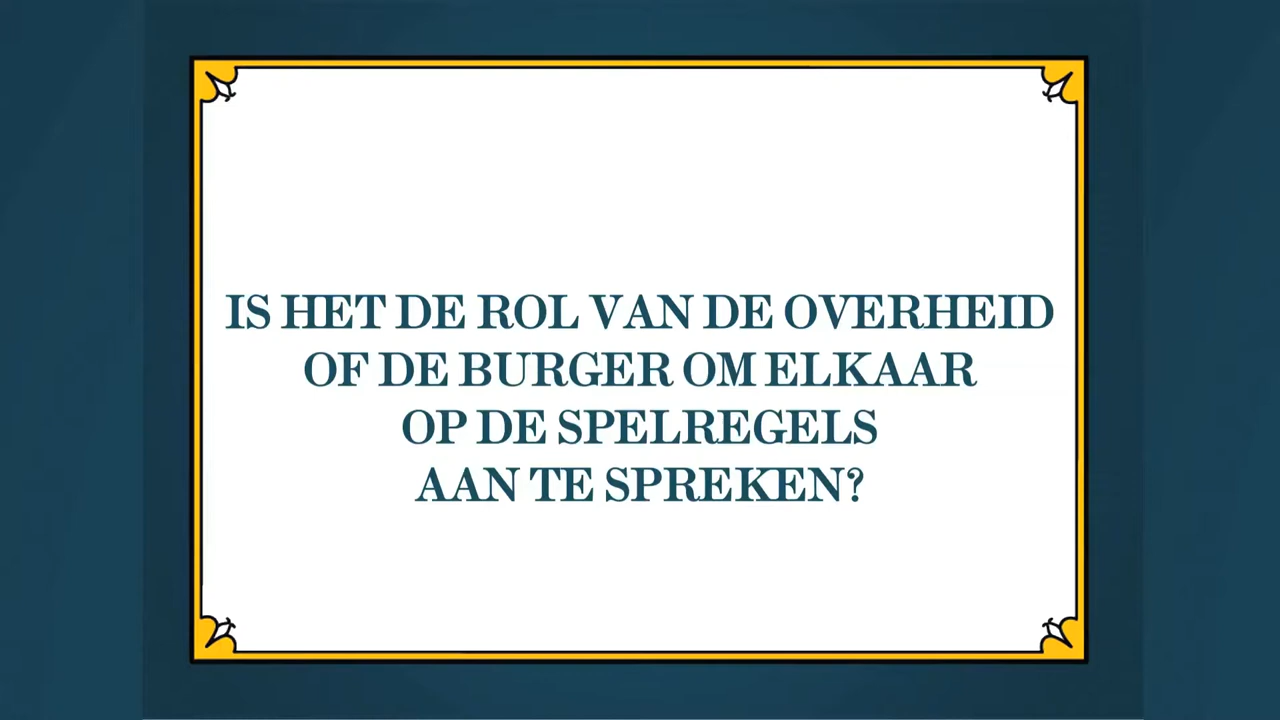 IS HET DE ROL VAN DE OVERHEID
OF DE BURGER OM ELKAAR
OP DE SPELREGELS
AAN TE SPREKEN?